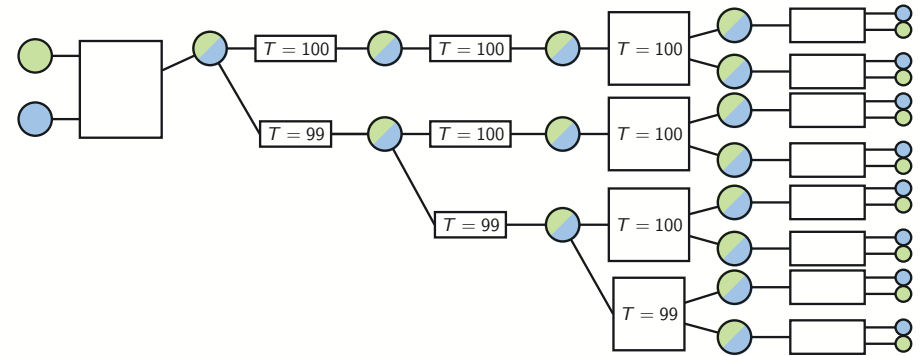 T = 100
T = 100
T = 100
T = 99
T = 100
T = 100
T = 99
T = 100
T = 99